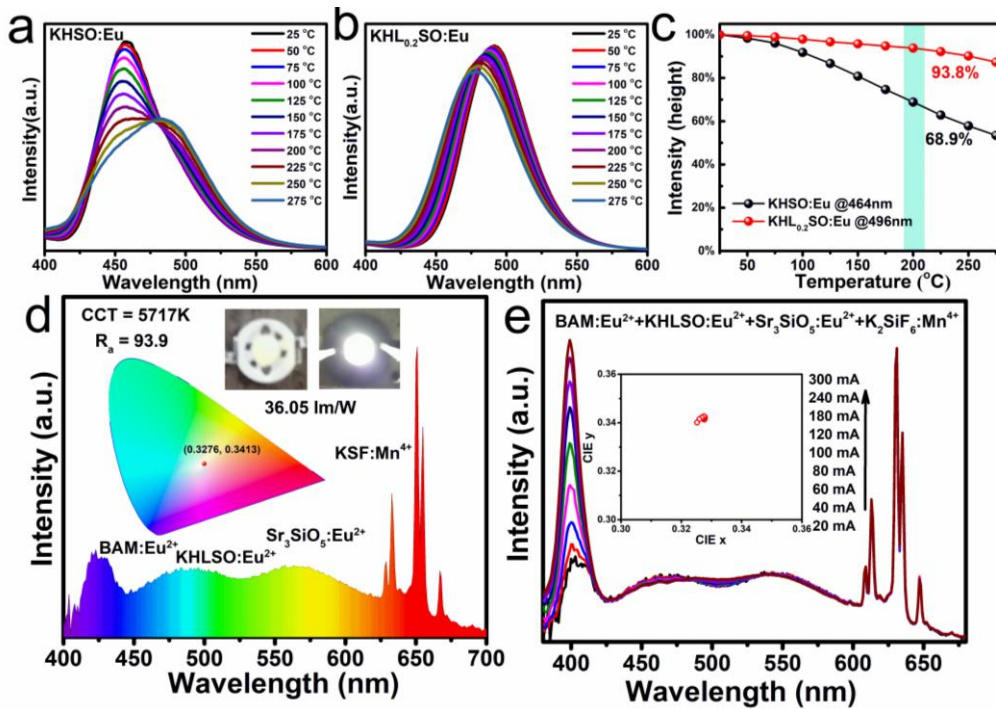 a
KHSO:Eu
25 °C
50 °C
75 °C
100 °C
125 °C
150 °C
175 °C
200 °C
225 °C
250 °C
275 °C
Intensity(a.u.)
400 450 500 550 600
Wavelength (nm)
b
KHL0.2SO:Eu
25 °C
50 °C
75 °C
100 °C
125 °C
150 °C
175 °C
200 °C
225 °C
250 °C
275 °C
Intensity(a.u.)
400 450 500 550 600
Wavelength (nm)
c
100%
80%
60%
40%
20%
0%
Intensity (height)
93.8%
68.9%
KHSO:Eu @464nm
KHL0.2SO:Eu @496nm
50 100 150 200 250
Temperature (°C)
d
CCT = 5717K
Ra = 93.9
36.05 lm/W
(0.3276, 0.3413)
KSF:Mn4+
Sr3SiO5:Eu2+
BAM:Eu2+
KHLSO:Eu2+
Intensity (a.u.)
400 450 500 550 600 650 700
Wavelength (nm)
e
BAM:Eu2++KHLSO:Eu2++Sr3SiO5:Eu2++K2SiF6:Mn4+
0.36
0.34
0.32
0.30
CIE y
0.30 0.32 0.34 0.36
CIE x
300 mA
240 mA
180 mA
120 mA
100 mA
80 mA
60 mA
40 mA
20 mA
Intensity (a.u.)
400 450 500 550 600 650
Wavelength (nm)